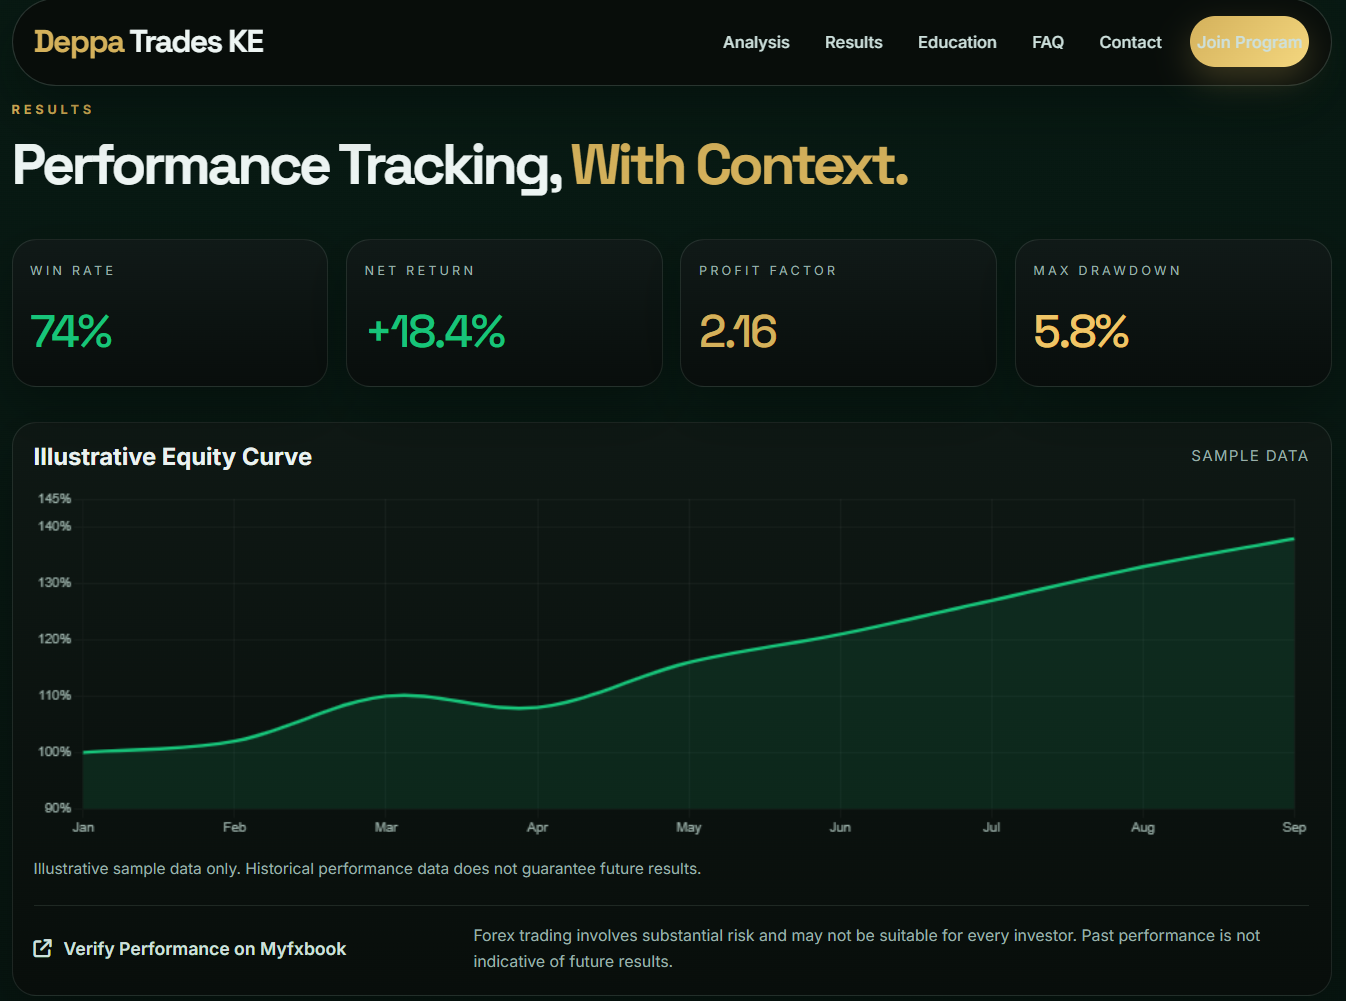 Deppa Trades KE
Analysis Results Education FAQ Contact Join Program
RESULTS
Performance Tracking, With Context.
WIN RATE
74%
NET RETURN
+18.4%
PROFIT FACTOR
2.16
MAX DRAWDOWN
5.8%
Illustrative Equity Curve
SAMPLE DATA
145%
140%
130%
120%
110%
100%
90%
Jan Feb Mar Apr May Jun Jul Aug Sep
Illustrative sample data only. Historical performance data does not guarantee future results.
Verify Performance on Myfxbook
Forex trading involves substantial risk and may not be suitable for every investor. Past performance is not
indicative of future results.